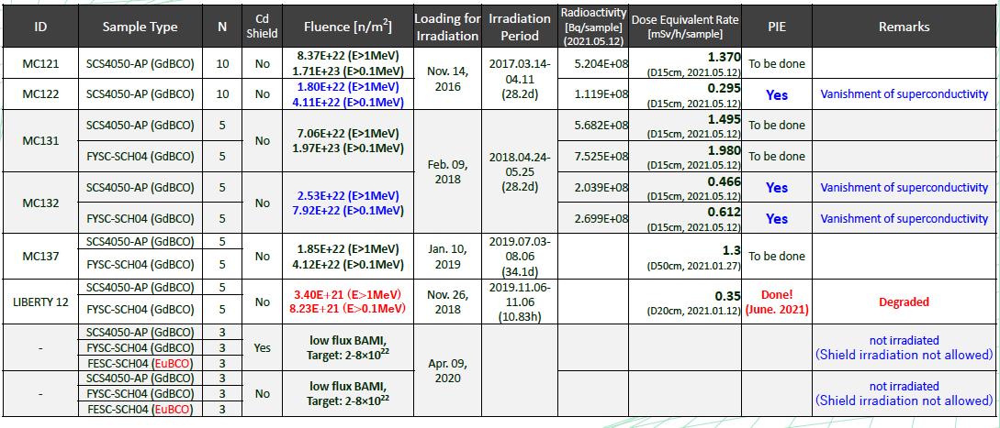 ID Sample Type N Cd Shield Fluence [n/m²] Loading for Irradiation Irradiation Period Radioactivity [Bq/sample] (2021.05.12) Dose Equivalent Rate [mSv/h/sample] PIE Remarks
MC121 SCS4050-AP (GdBCO) 10 No 8.37E+22 (E>1MeV) 1.71E+23 (E>0.1MeV) Nov. 14, 2016 2017.03.14-04.11 (28.2d) 5.204E+08 1.370 (D15cm, 2021.05.12) To be done
MC122 SCS4050-AP (GdBCO) 10 No 1.80E+22 (E>1MeV) 4.11E+22 (E>0.1MeV) 1.119E+08 0.295 (D15cm, 2021.05.12) Yes Vanishment of superconductivity
MC131 SCS4050-AP (GdBCO) 5 No 7.06E+22 (E>1MeV) 1.97E+23 (E>0.1MeV) Feb. 09, 2018 2018.04.24-05.25 (28.2d) 5.682E+08 1.495 (D15cm, 2021.05.12) To be done
FYSC-SCH04 (GdBCO) 5 7.525E+08 1.980 (D15cm, 2021.05.12) To be done
MC132 SCS4050-AP (GdBCO) 5 No 2.53E+22 (E>1MeV) 7.92E+22 (E>0.1MeV) 2.039E+08 0.466 (D15cm, 2021.05.12) Yes Vanishment of superconductivity
FYSC-SCH04 (GdBCO) 5 2.699E+08 0.612 (D15cm, 2021.05.12) Yes Vanishment of superconductivity
MC137 SCS4050-AP (GdBCO) 5 No 1.85E+22 (E>1MeV) 4.12E+22 (E>0.1MeV) Jan. 10, 2019 2019.07.03-08.06 (34.1d) 1.3 (D50cm, 2021.01.27) To be done
FYSC-SCH04 (GdBCO) 5
LIBERTY 12 SCS4050-AP (GdBCO) 5 No 3.40E+21 (E>1MeV) 8.23E+21 (E>0.1MeV) Nov. 26, 2018 2019.11.06-11.06 (10.83h) 0.35 (D20cm, 2021.01.12) Done! (June. 2021) Degraded
FYSC-SCH04 (GdBCO) 5
- SCS4050-AP (GdBCO) 3 Yes low flux BAMI, Target: 2-8×10²² Apr. 09, 2020 not irradiated (Shield irradiation not allowed)
FYSC-SCH04 (GdBCO) 3
FESC-SCH04 (EuBCO) 3
- SCS4050-AP (GdBCO) 3 No low flux BAMI, Target: 2-8×10²² not irradiated (Shield irradiation not allowed)
FYSC-SCH04 (GdBCO) 3
FESC-SCH04 (EuBCO) 3